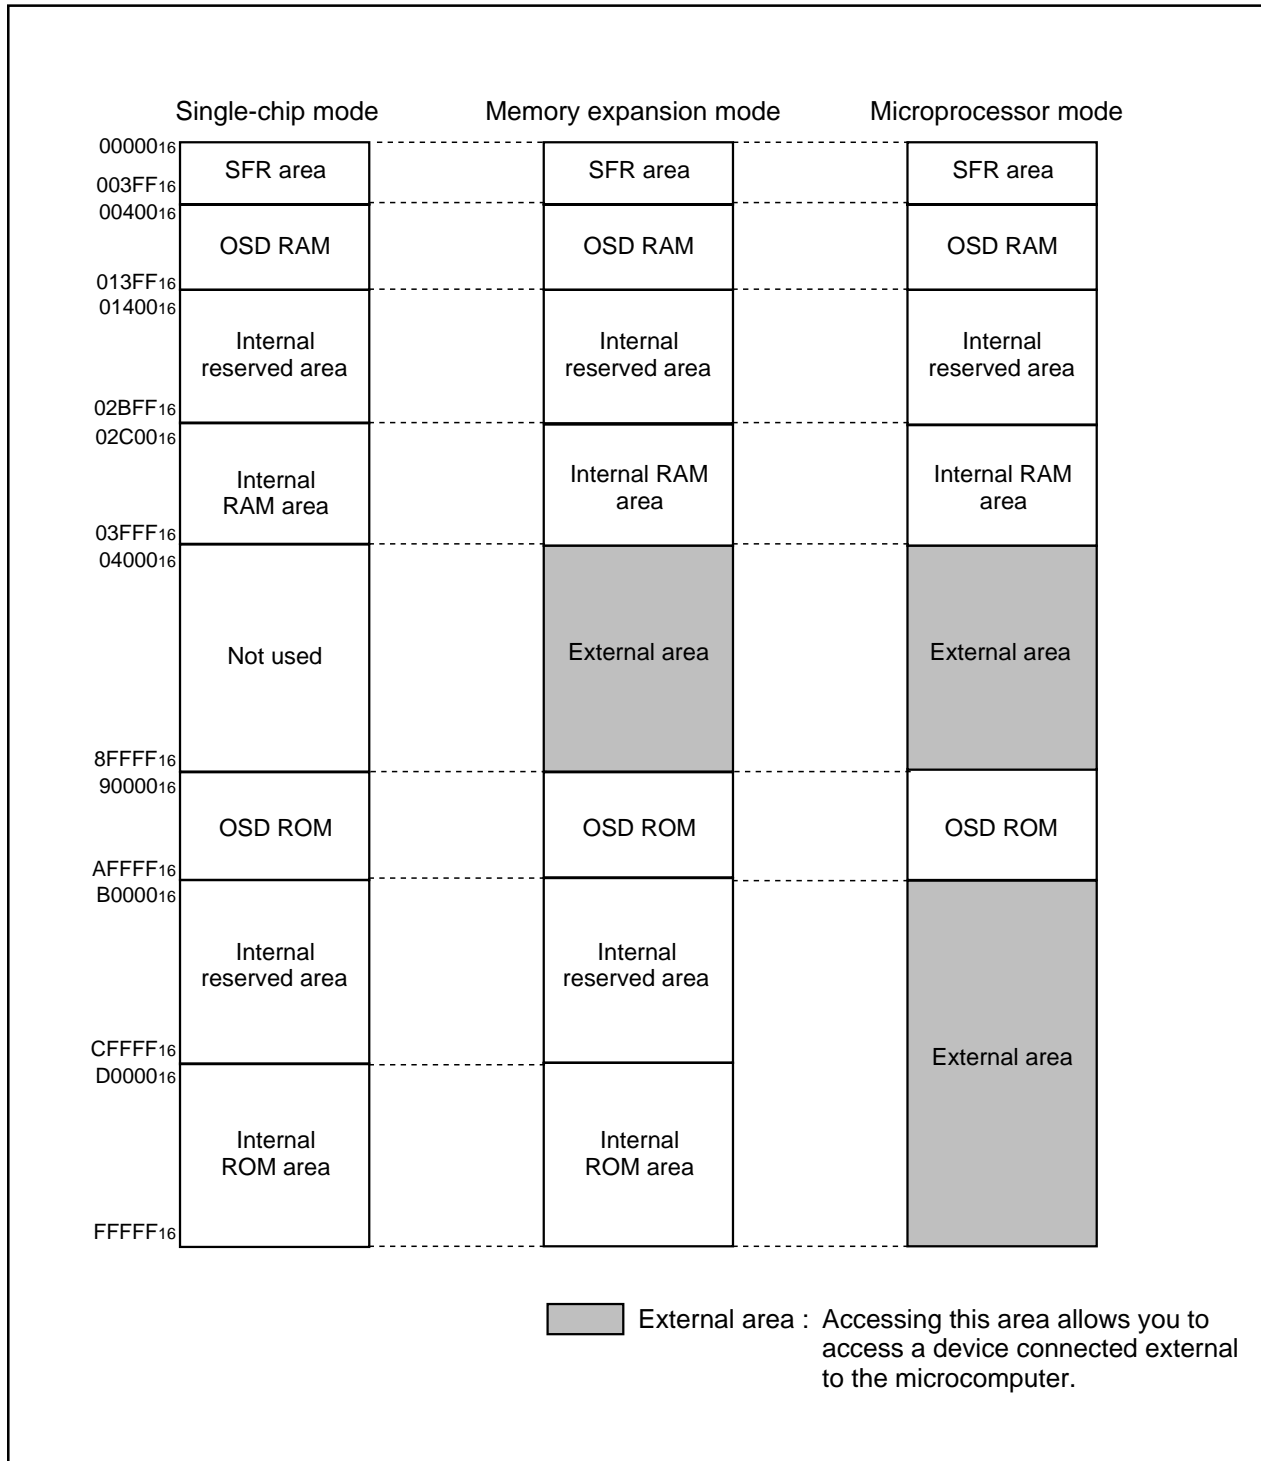 Single-chip mode
Memory expansion mode
Microprocessor mode
0000016
003FF16
0040016
013FF16
0140016
02BFF16
02C0016
03FFF16
0400016
8FFFF16
9000016
AFFFF16
B000016
CFFFF16
D000016
FFFFF16
SFR area
OSD RAM
Internal
reserved area
Internal
RAM area
Not used
OSD ROM
Internal
reserved area
Internal
ROM area
SFR area
OSD RAM
Internal
reserved area
Internal RAM
area
External area
OSD ROM
Internal
reserved area
Internal
ROM area
SFR area
OSD RAM
Internal
reserved area
Internal RAM
area
External area
OSD ROM
External area
External area : Accessing this area allows you to
access a device connected external
to the microcomputer.